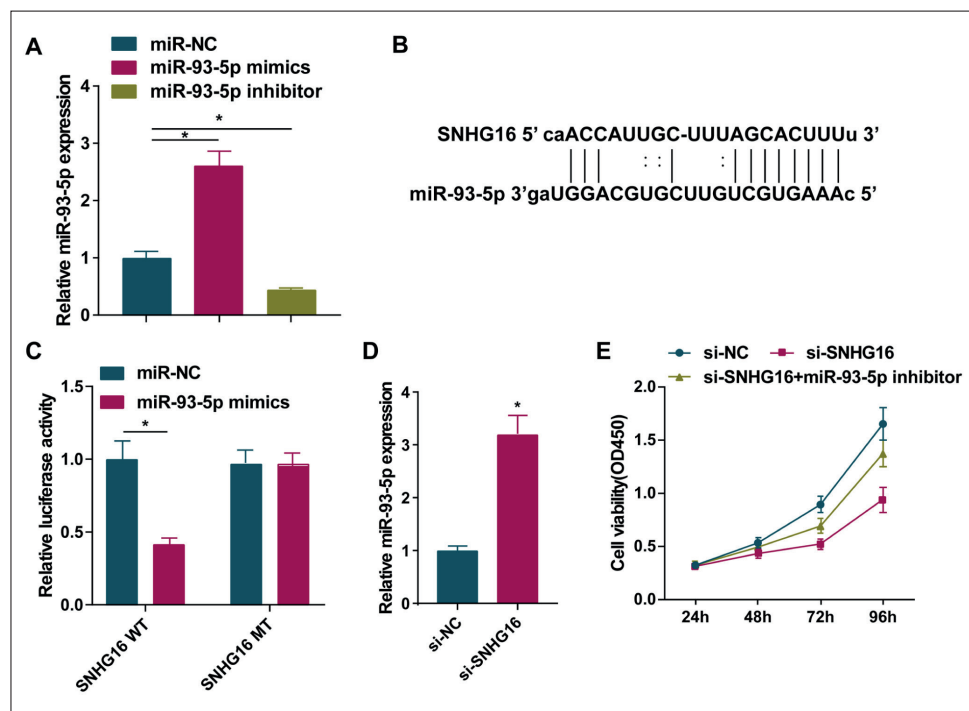 A
miR-NC
miR-93-5p mimics
miR-93-5p inhibitor
Relative miR-93-5p expression
4
3
2
1
0
*
*
B
SNHG16 5’ caACCAUUGC-UUUAGCACUUUu 3’
||| : : | : ||||||||
miR-93-5p 3’gaUGGACGUGCUUGUCGUGAAAc 5’
C
miR-NC
miR-93-5p mimics
Relative luciferase activity
1.5
1.0
0.5
0.0
*
SNHG16 WT
SNHG16 MT
D
Relative miR-93-5p expression
4
3
2
1
0
*
si-NC
si-SNHG16
E
si-NC
si-SNHG16
si-SNHG16+miR-93-5p inhibitor
Cell viability(OD450)
2.0
1.5
1.0
0.5
0.0
24h
48h
72h
96h